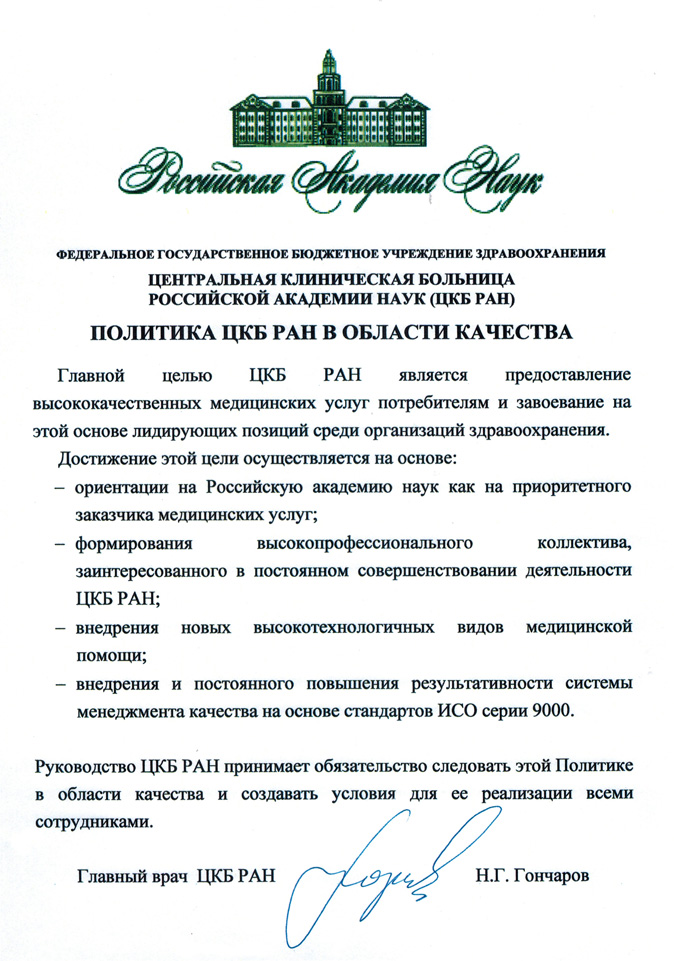 Российская Академия Наук
ФЕДЕРАЛЬНОЕ ГОСУДАРСТВЕННОЕ БЮДЖЕТНОЕ УЧРЕЖДЕНИЕ ЗДРАВООХРАНЕНИЯ
ЦЕНТРАЛЬНАЯ КЛИНИЧЕСКАЯ БОЛЬНИЦА
РОССИЙСКОЙ АКАДЕМИИ НАУК (ЦКБ РАН)
ПОЛИТИКА ЦКБ РАН В ОБЛАСТИ КАЧЕСТВА
Главной целью ЦКБ РАН является предоставление
высококачественных медицинских услуг потребителям и завоевание на
этой основе лидирующих позиций среди организаций здравоохранения.
Достижение этой цели осуществляется на основе:
– ориентации на Российскую академию наук как на приоритетного
заказчика медицинских услуг;
– формирования высокопрофессионального коллектива,
заинтересованного в постоянном совершенствовании деятельности
ЦКБ РАН;
– внедрения новых высокотехнологичных видов медицинской
помощи;
– внедрения и постоянного повышения результативности системы
менеджмента качества на основе стандартов ИСО серии 9000.
Руководство ЦКБ РАН принимает обязательство следовать этой Политике
в области качества и создавать условия для ее реализации всеми
сотрудниками.
Главный врач ЦКБ РАН Н.Г. Гончаров